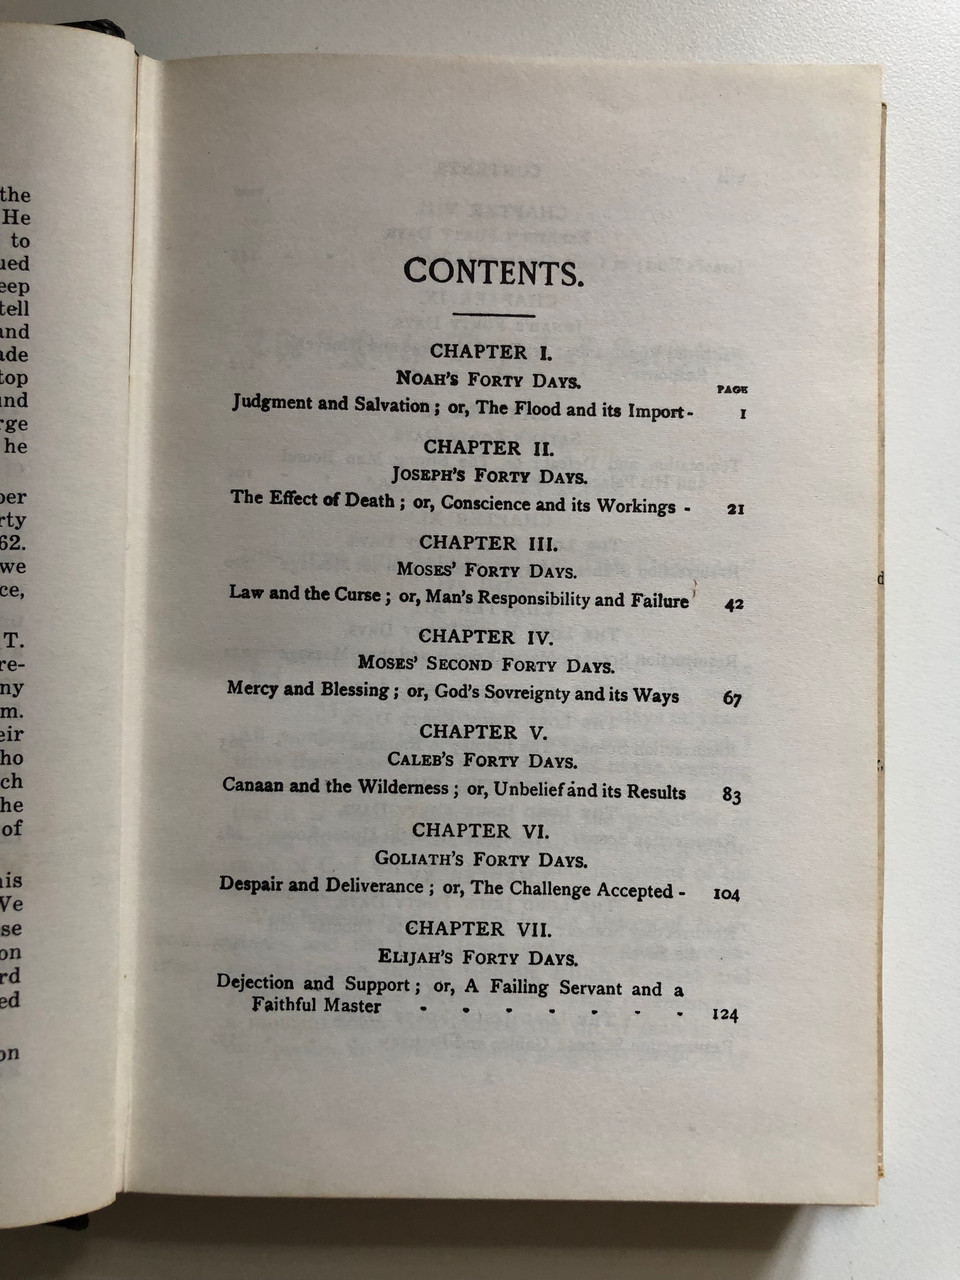 the
He
to
ued
eep
tell
and
ade
top
und
rge
he
ber
rty
62.
we
ce,
T.
re-
ny
m.
eir
ho
ch
he
of
his
We
se
on
rd
ed
on
CONTENTS.
CHAPTER I.
NOAH'S FORTY DAYS.
PAGE
Judgment and Salvation; or, The Flood and its Import - 1
CHAPTER II.
JOSEPH'S FORTY DAYS.
The Effect of Death; or, Conscience and its Workings - 21
CHAPTER III.
MOSES' FORTY DAYS.
Law and the Curse; or, Man's Responsibility and Failure 42
CHAPTER IV.
MOSES' SECOND FORTY DAYS.
Mercy and Blessing; or, God's Sovreignty and its Ways 67
CHAPTER V.
CALEB'S FORTY DAYS.
Canaan and the Wilderness; or, Unbelief and its Results 83
CHAPTER VI.
GOLIATH'S FORTY DAYS.
Despair and Deliverance; or, The Challenge Accepted - 104
CHAPTER VII.
ELIJAH'S FORTY DAYS.
Dejection and Support; or, A Failing Servant and a
Faithful Master - - - - - - - 124